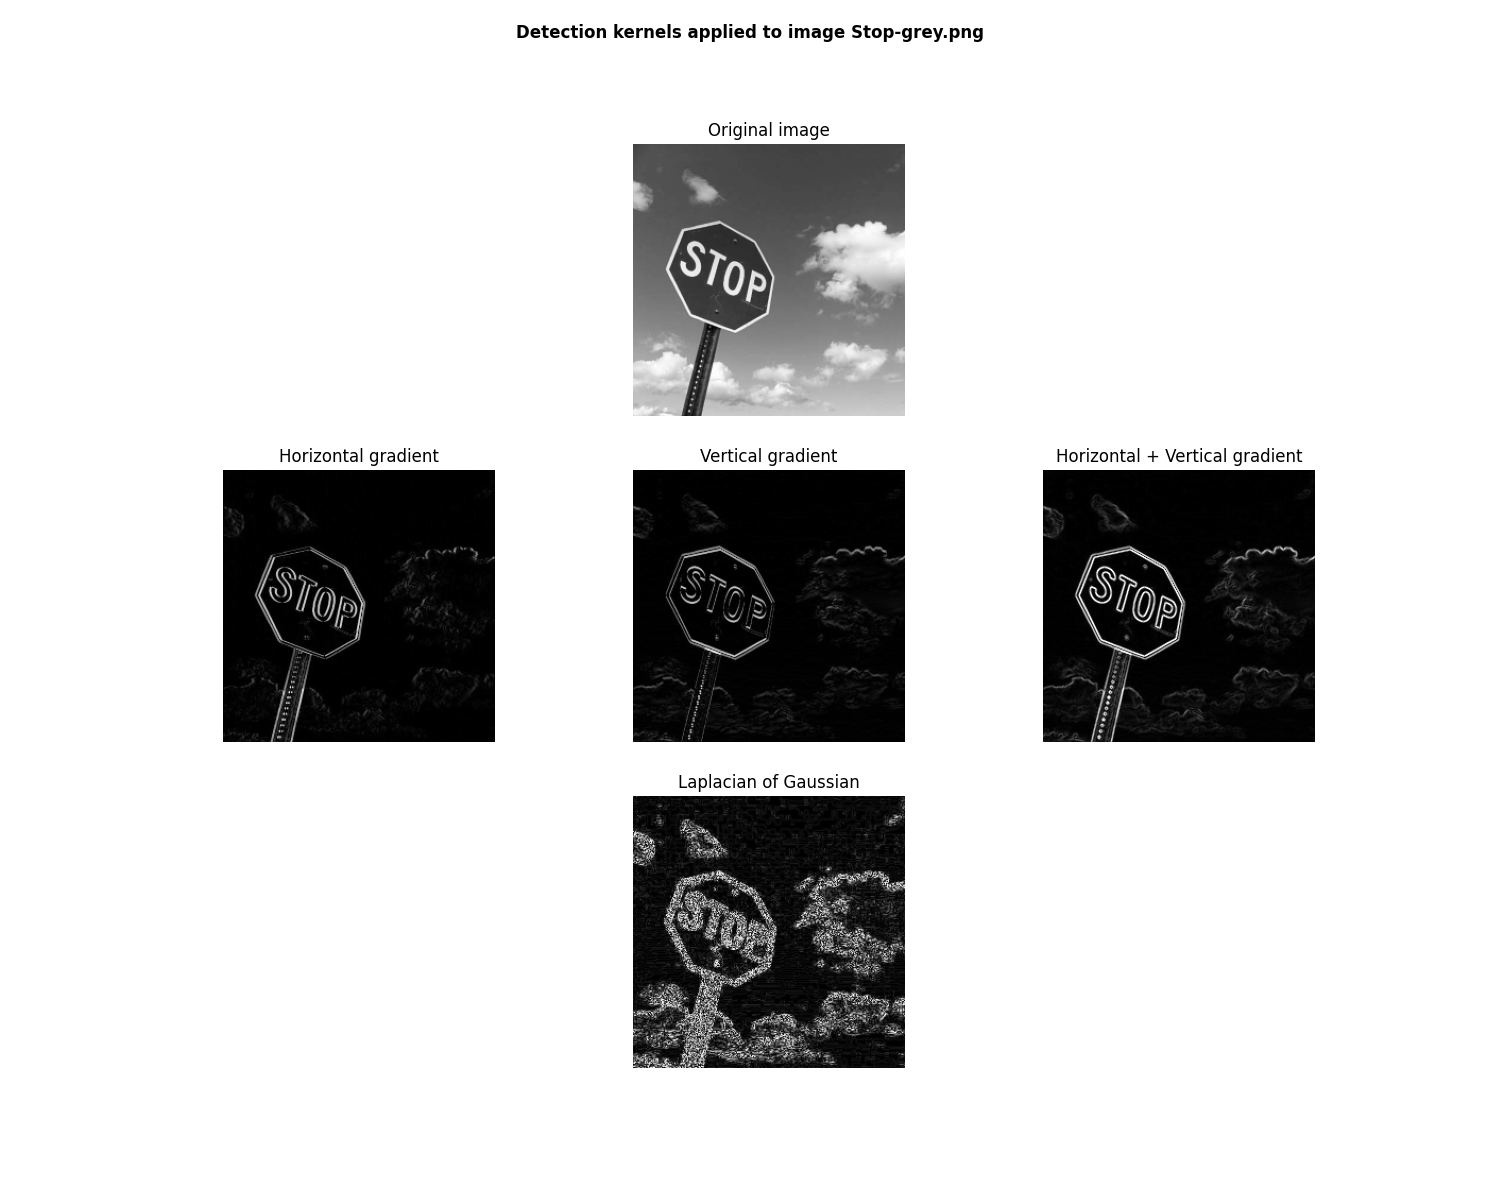 Detection kernels applied to image Stop-grey.png
Original image
STOP
Horizontal gradient
Vertical gradient
Horizontal + Vertical gradient
STOP
STOP
STOP
Laplacian of Gaussian
STOP